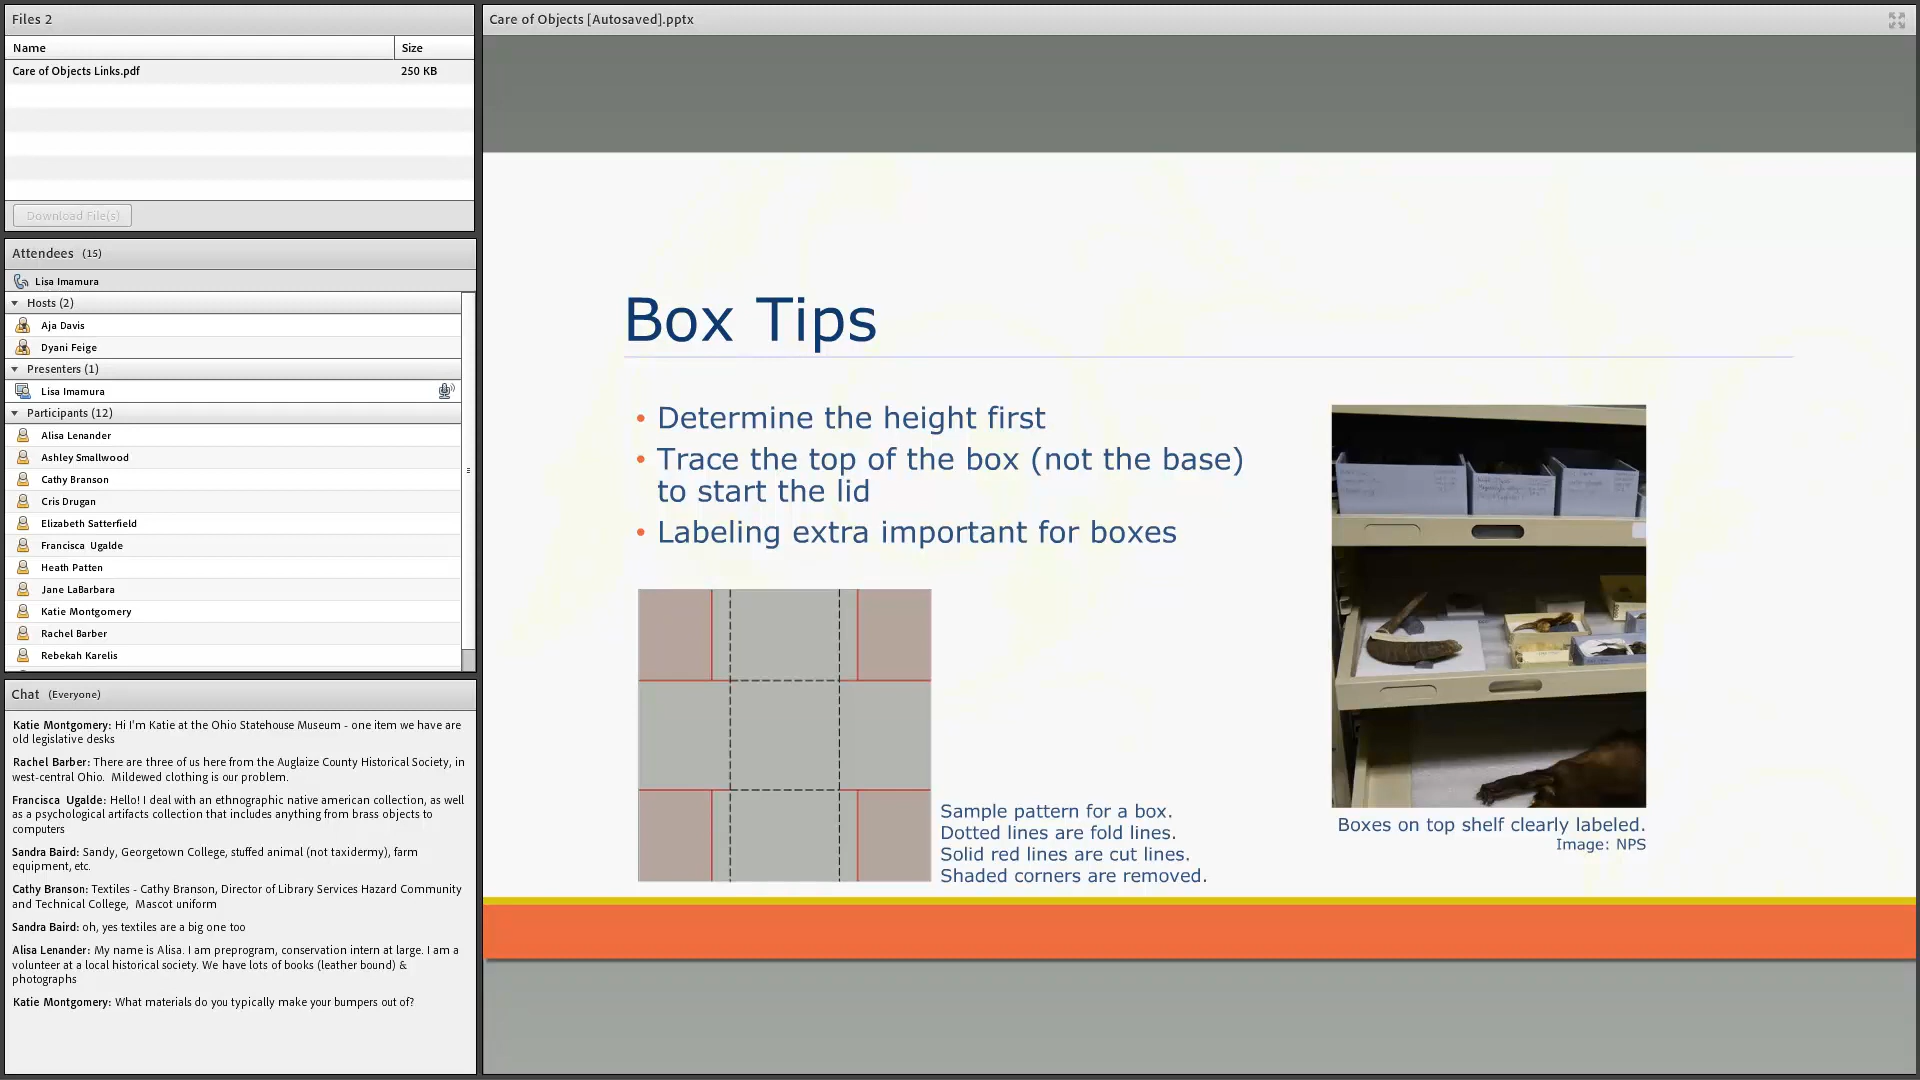 Files 2
Name Size
Care of Objects Links.pdf 250 KB
Download File(s)
Attendees (15)
Lisa Imamura
Hosts (2)
Aja Davis
Dyani Feige
Presenters (1)
Lisa Imamura
Participants (12)
Alisa Lenander
Ashley Smallwood
Cathy Branson
Cris Drugan
Elizabeth Satterfield
Francisca Ugalde
Heath Patten
Jane LaBarbara
Katie Montgomery
Rachel Barber
Rebekah Karelis
Chat (Everyone)
Katie Montgomery: Hi I'm Katie at the Ohio Statehouse Museum - one item we have are
old legislative desks
Rachel Barber: There are three of us here from the Auglaize County Historical Society, in
west-central Ohio. Mildewed clothing is our problem.
Francisca Ugalde: Hello! I deal with an ethnographic native american collection, as well
as a psychological artifacts collection that includes anything from brass objects to
computers
Sandra Baird: Sandy, Georgetown College, stuffed animal (not taxidermy), farm
equipment, etc.
Cathy Branson: Textiles - Cathy Branson, Director of Library Services Hazard Community
and Technical College, Mascot uniform
Sandra Baird: oh, yes textiles are a big one too
Alisa Lenander: My name is Alisa. I am preprogram, conservation intern at large. I am a
volunteer at a local historical society. We have lots of books (leather bound) &
photographs
Katie Montgomery: What materials do you typically make your bumpers out of?
Care of Objects [Autosaved].pptx
Box Tips
• Determine the height first
• Trace the top of the box (not the base)
to start the lid
• Labeling extra important for boxes
Sample pattern for a box.
Dotted lines are fold lines.
Solid red lines are cut lines.
Shaded corners are removed.
Boxes on top shelf clearly labeled.
Image: NPS